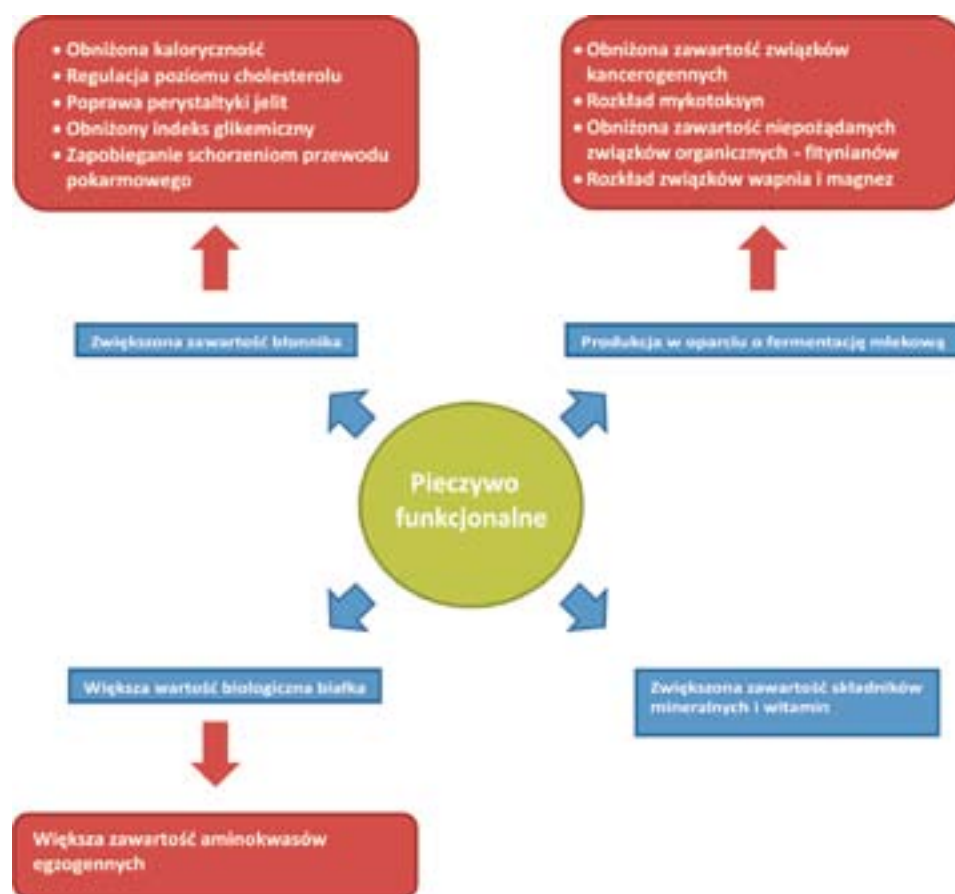 • Obniżona kaloryczność
• Regulacja poziomu cholesterolu
• Poprawa perystaltyki jelit
• Obniżony indeks glikemiczny
• Zapobieganie schorzeniom przewodu
pokarmowego
• Obniżona zawartość związków
kancerogennych
• Rozkład mykotoksyn
• Obniżona zawartość niepożądanych
związków organicznych - fitynianów
• Rozkład związków wapnia i magnez
Zwiększona zawartość błonnika
Produkcja w oparciu o fermentację mlekową
Pieczywo
funkcjonalne
Większa wartość biologiczna białka
Zwiększona zawartość składników
mineralnych i witamin
Większa zawartość aminokwasów
egzogennych